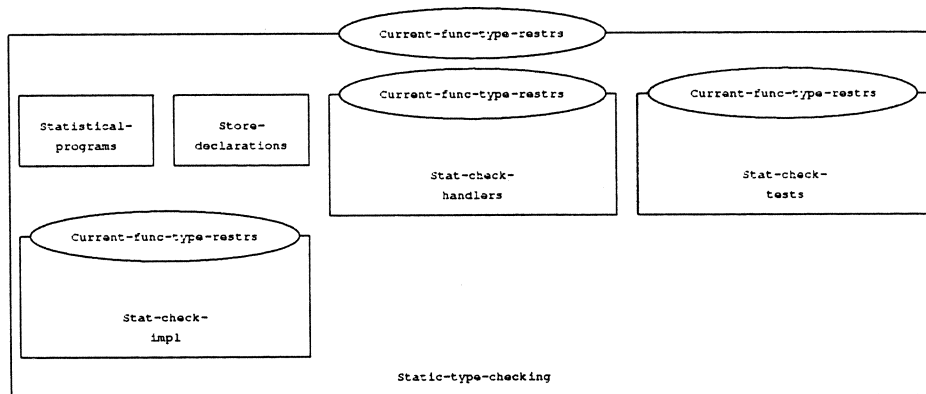 Current-func-type-restrs
Current-func-type-restrs
Current-func-type-restrs
Statistical-
programs
Store-
declarations
Stat-check-
handlers
Stat-check-
tests
Current-func-type-restrs
Stat-check-
impl
Static-type-checking